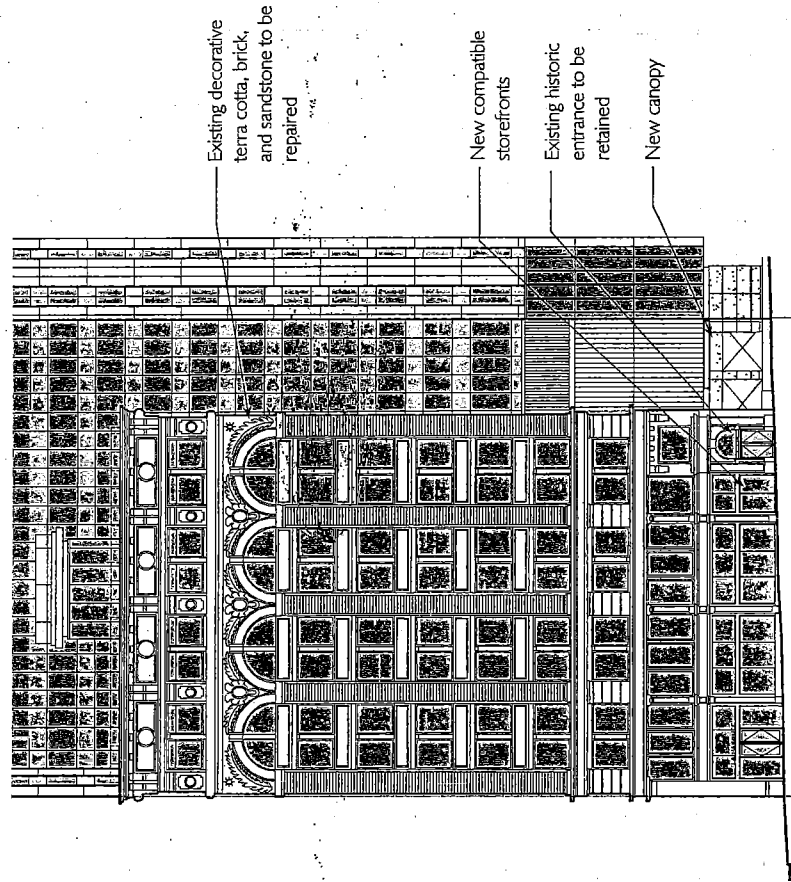 Existing decorative
terra cotta, brick,
and sandstone to be
repaired
New compatible
storefronts
Existing historic
entrance to be
retained
New canopy